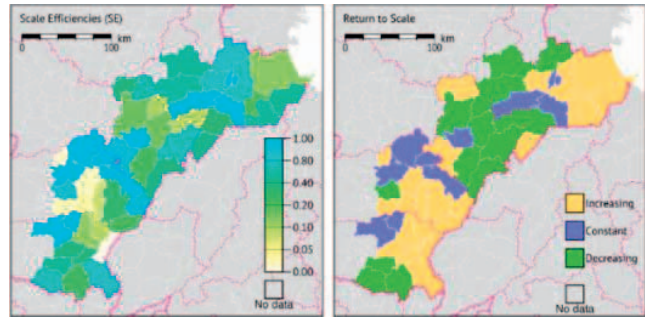 Scale Efficiencies (SE)
0 100 km
1.00
0.80
0.40
0.20
0.10
0.05
0.00
No data
Return to Scale
0 100 km
Increasing
Constant
Decreasing
No data